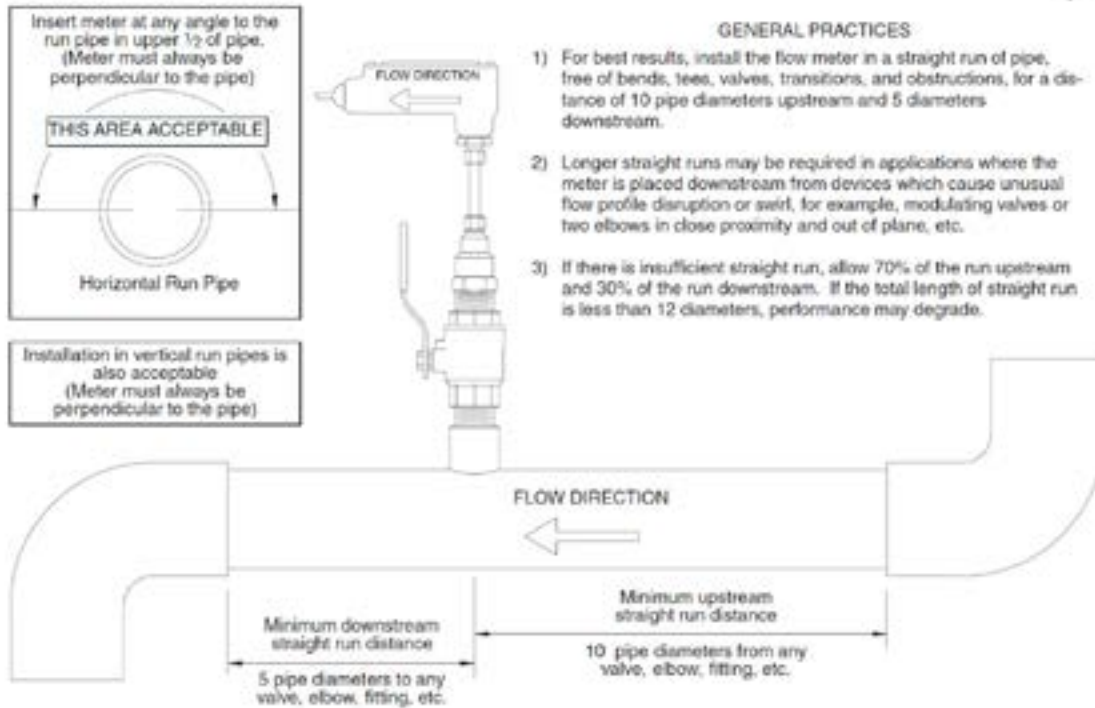 Insert meter at any angle to the
run pipe in upper ½ of pipe.
(Meter must always be
perpendicular to the pipe)
THIS AREA ACCEPTABLE
Horizontal Run Pipe
Installation in vertical run pipes is
also acceptable
(Meter must always be
perpendicular to the pipe)
FLOW DIRECTION
GENERAL PRACTICES
1) For best results, install the flow meter in a straight run of pipe,
free of bends, tees, valves, transitions, and obstructions, for a dis-
tance of 10 pipe diameters upstream and 5 diameters
downstream.
2) Longer straight runs may be required in applications where the
meter is placed downstream from devices which cause unusual
flow profile disruption or swirl, for example, modulating valves or
two elbows in close proximity and out of plane, etc.
3) If there is insufficient straight run, allow 70% of the run upstream
and 30% of the run downstream. If the total length of straight run
is less than 12 diameters, performance may degrade.
FLOW DIRECTION
Minimum downstream
straight run distance
5 pipe diameters to any
valve, elbow, fitting, etc.
Minimum upstream
straight run distance
10 pipe diameters from any
valve, elbow, fitting, etc.